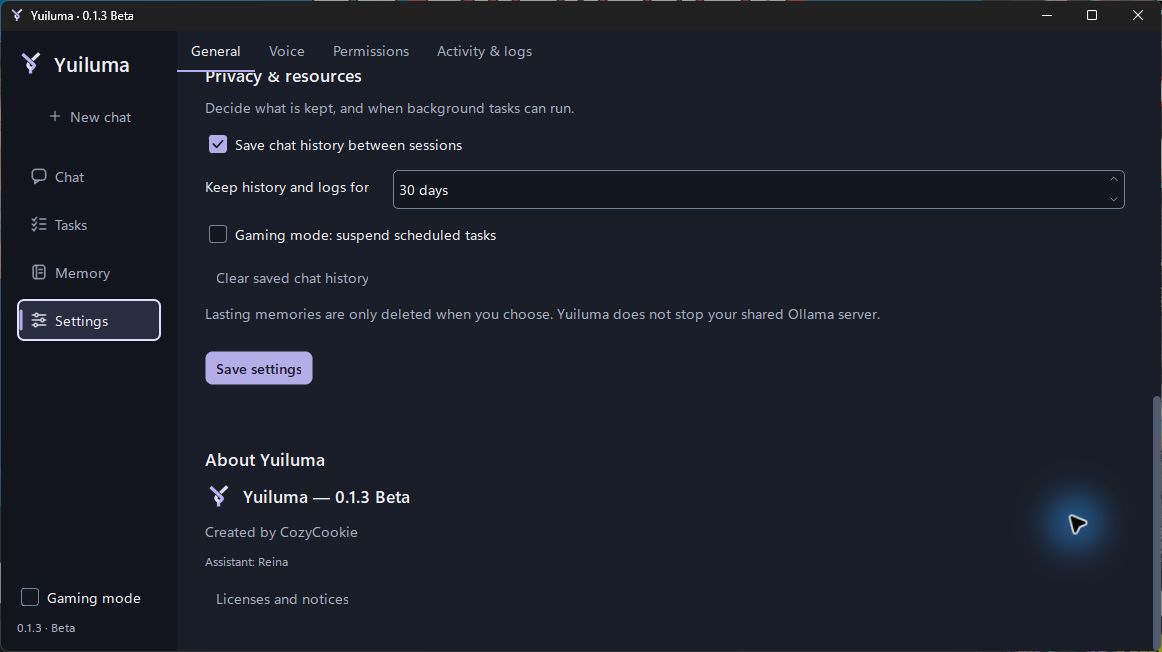 Yuiluma · 0.1.3 Beta
Yuiluma
+ New chat
Chat
Tasks
Memory
Settings
Gaming mode
0.1.3 · Beta
General Voice Permissions Activity & logs
Privacy & resources
Decide what is kept, and when background tasks can run.
Save chat history between sessions
Keep history and logs for 30 days
Gaming mode: suspend scheduled tasks
Clear saved chat history
Lasting memories are only deleted when you choose. Yuiluma does not stop your shared Ollama server.
Save settings
About Yuiluma
Yuiluma — 0.1.3 Beta
Created by CozyCookie
Assistant: Reina
Licenses and notices